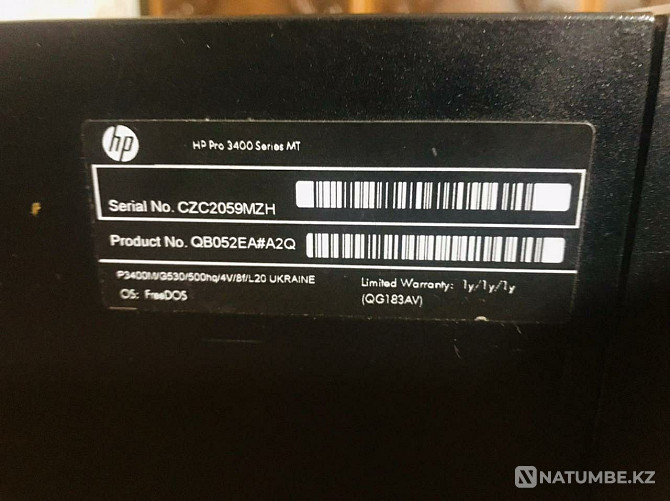 hp
HP Pro 3400 Series MT
Serial No. CZC2059MZH
Product No. QB052EA#A2Q
P3400M/G530/500hq/4V/8f/L20 UKRAINE
OS: FreeDOS
Limited Warranty: 1y/1y/1y
(QG183AV)
NATUMBE.KZ